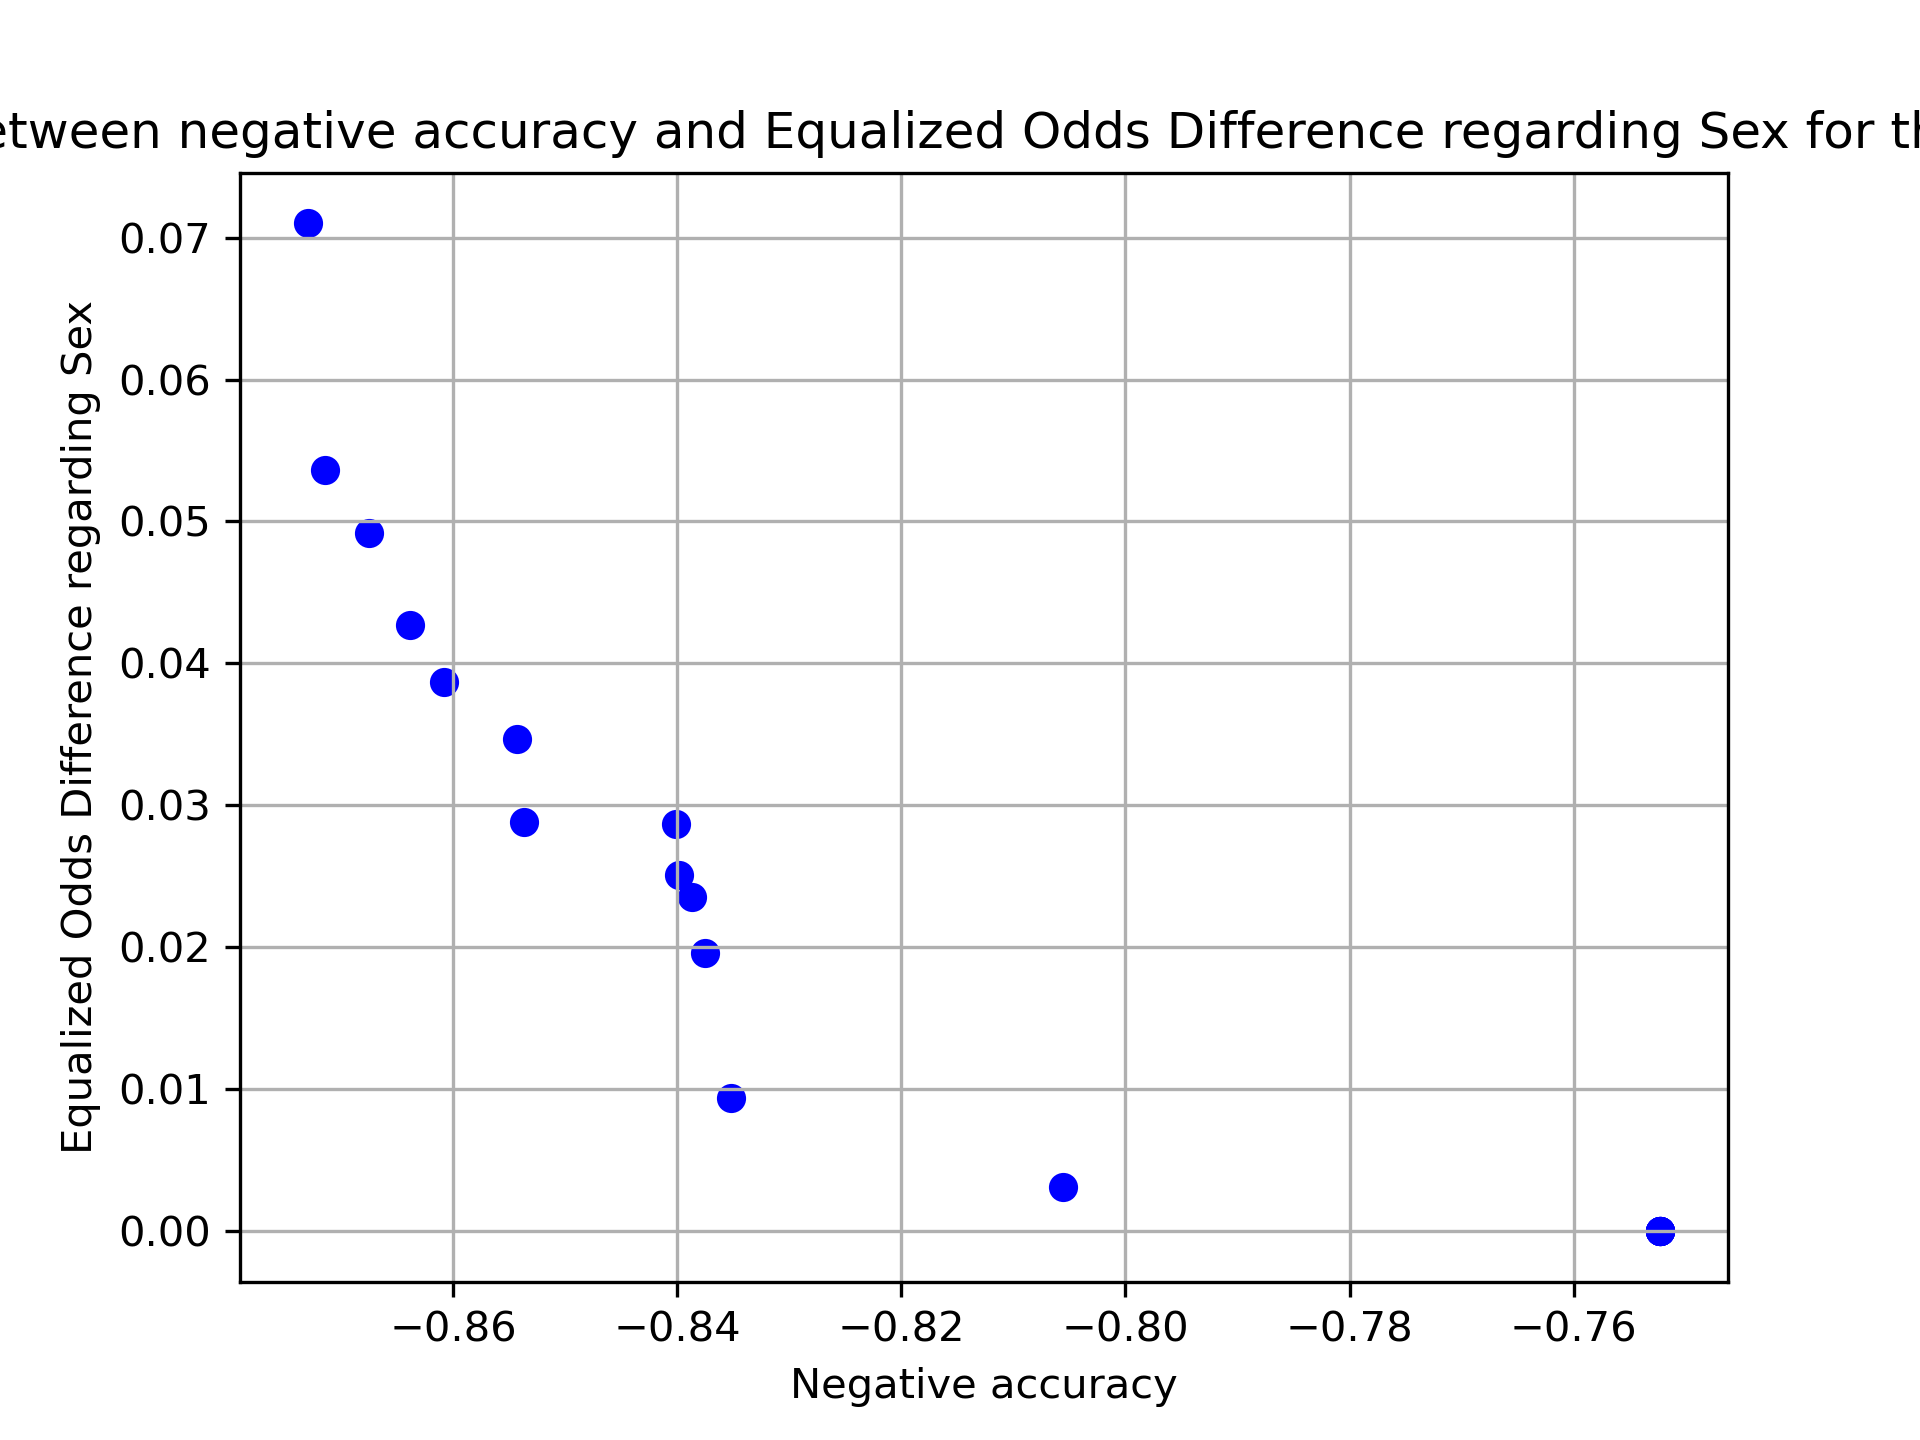 etween negative accuracy and Equalized Odds Difference regarding Sex for th
0.07
0.06
0.05
0.04
0.03
0.02
0.01
0.00
Equalized Odds Difference regarding Sex
−0.86 −0.84 −0.82 −0.80 −0.78 −0.76
Negative accuracy